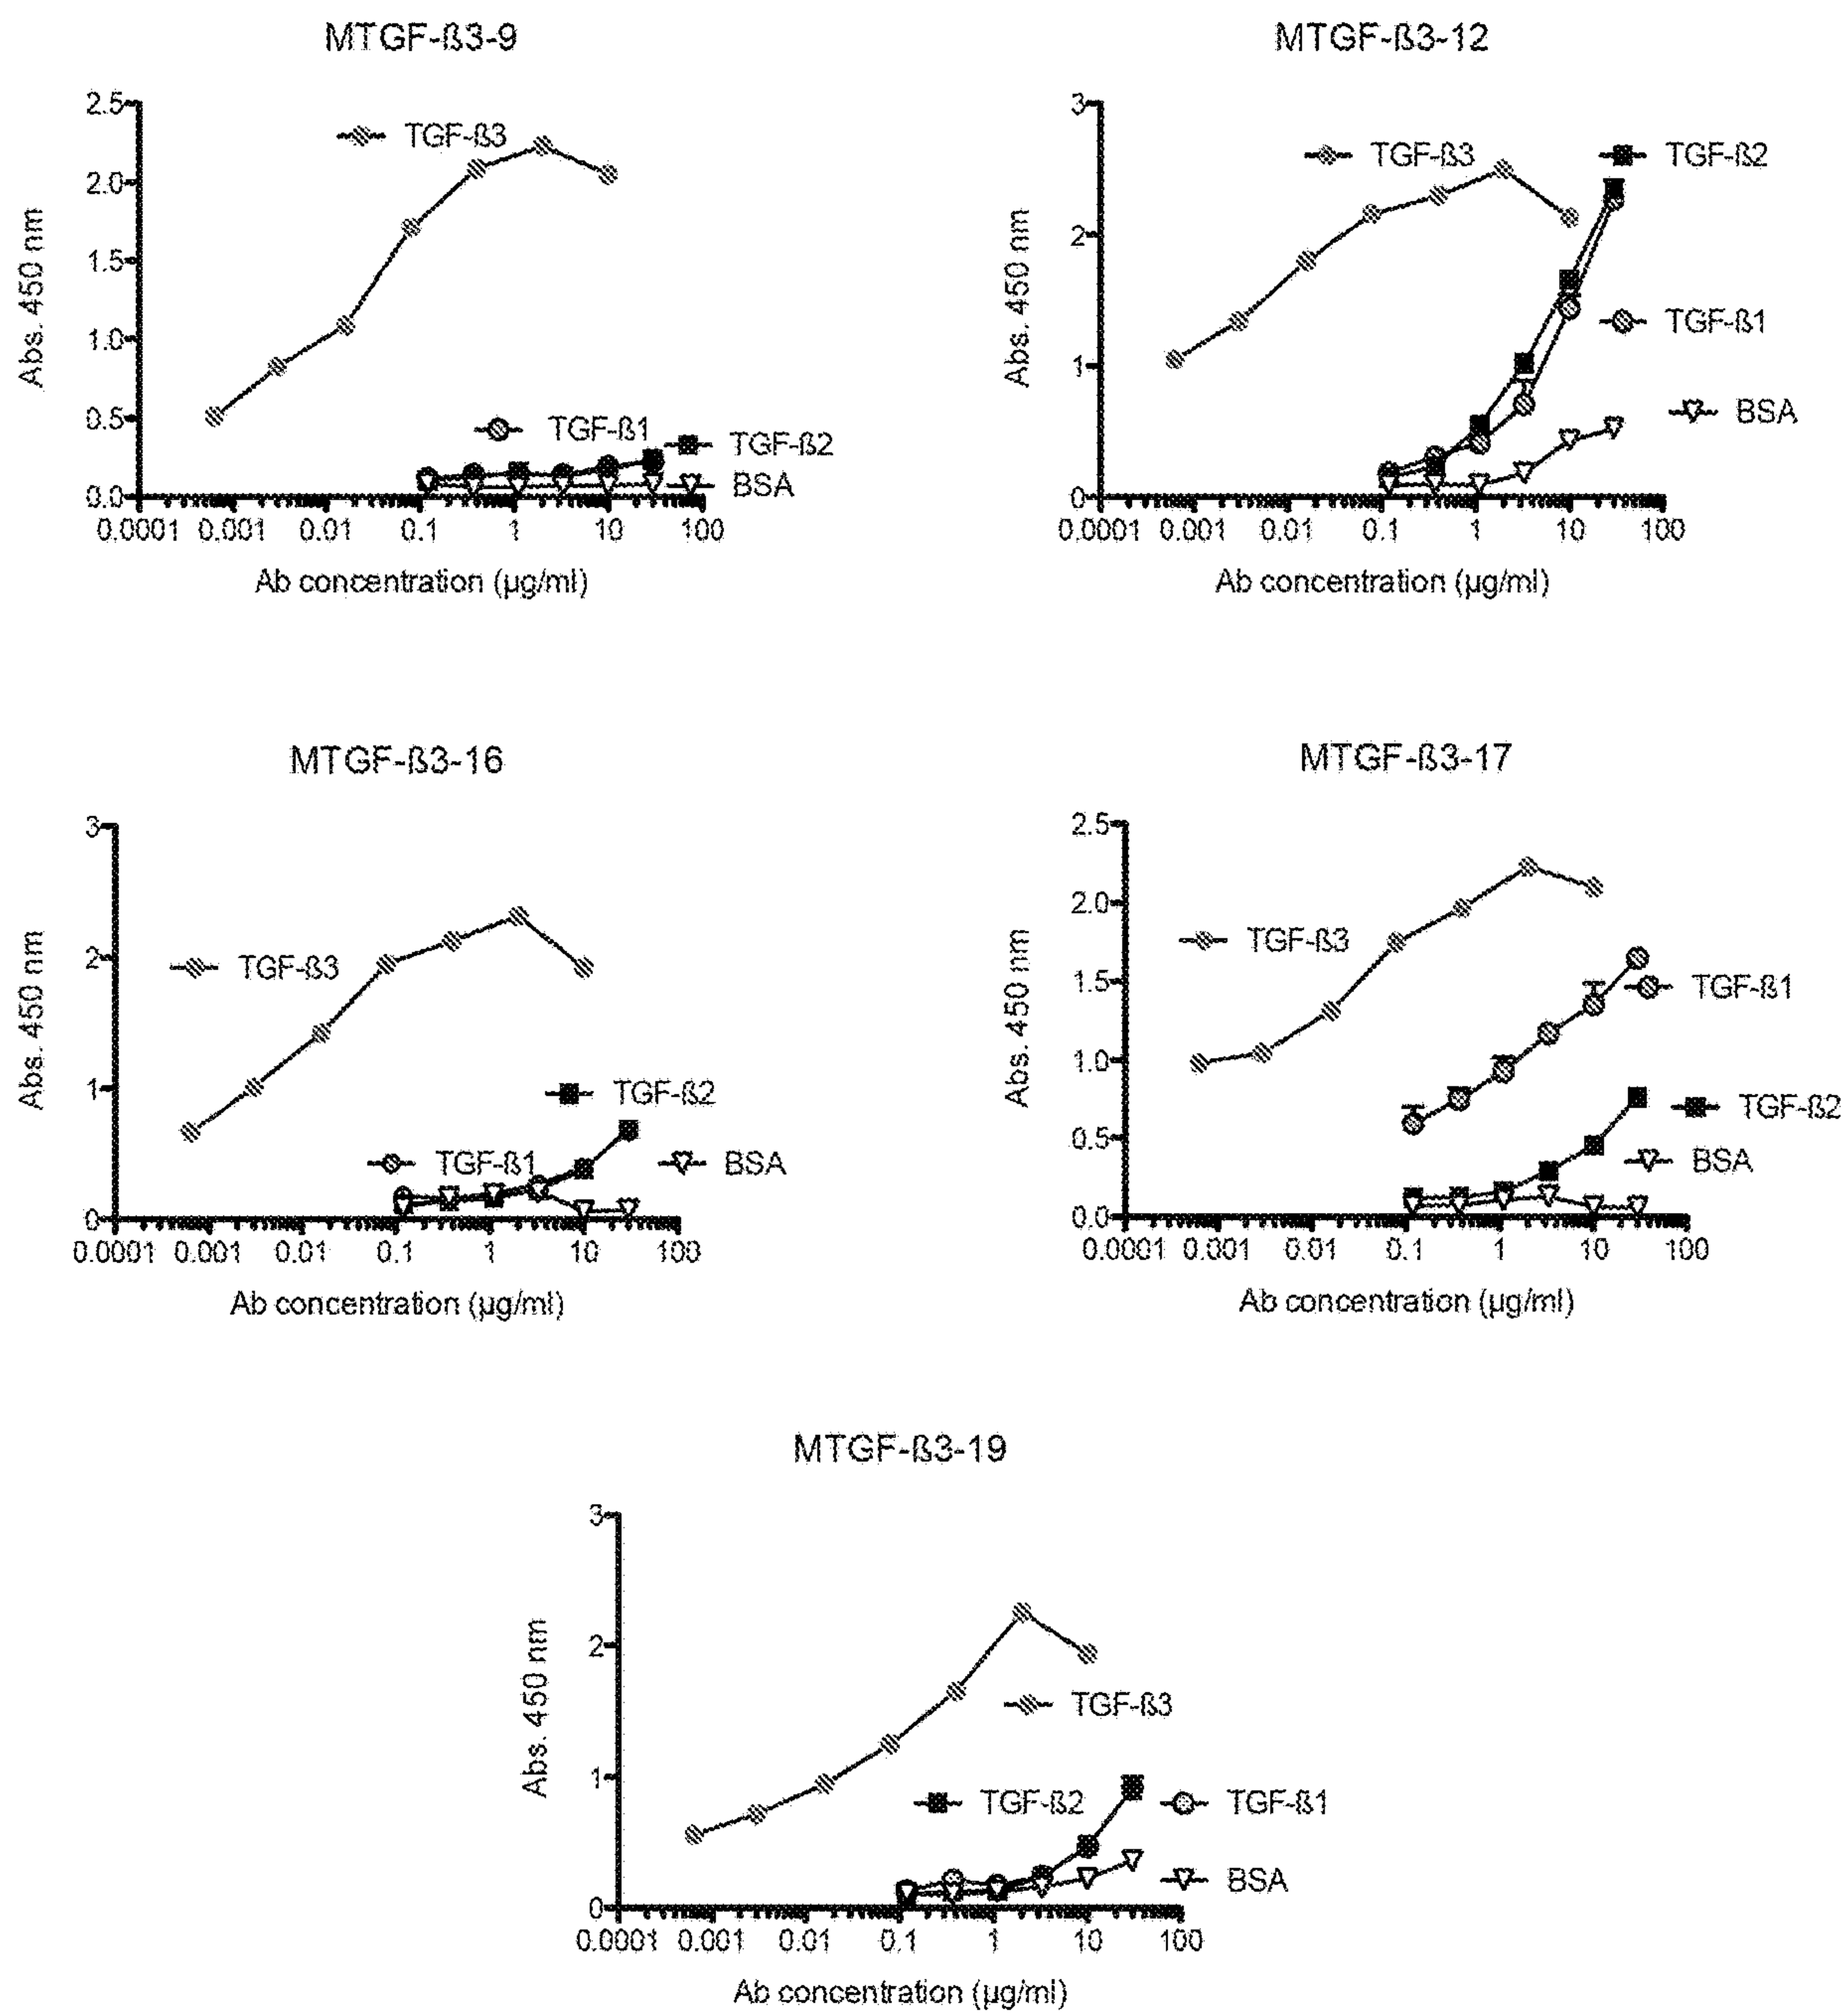 MTGF-ß3-9
2.5
2.0
1.5
1.0
0.5
0.0
Abs. 450 nm
TGF-ß3
TGF-ß1
TGF-ß2
BSA
0.0001 0.001 0.01 0.1 1 10 100
Ab concentration (µg/ml)
MTGF-ß3-12
3
2
1
0
Abs. 450 nm
TGF-ß3
TGF-ß2
TGF-ß1
BSA
0.0001 0.001 0.01 0.1 1 10 100
Ab concentration (µg/ml)
MTGF-ß3-16
3
2
1
0
Abs. 450 nm
TGF-ß3
TGF-ß2
TGF-ß1
BSA
0.0001 0.001 0.01 0.1 1 10 100
Ab concentration (µg/ml)
MTGF-ß3-17
2.5
2.0
1.5
1.0
0.5
0.0
Abs. 450 nm
TGF-ß3
TGF-ß1
TGF-ß2
BSA
0.0001 0.001 0.01 0.1 1 10 100
Ab concentration (µg/ml)
MTGF-ß3-19
3
2
1
0
Abs. 450 nm
TGF-ß3
TGF-ß2
TGF-ß1
BSA
0.0001 0.001 0.01 0.1 1 10 100
Ab concentration (µg/ml)